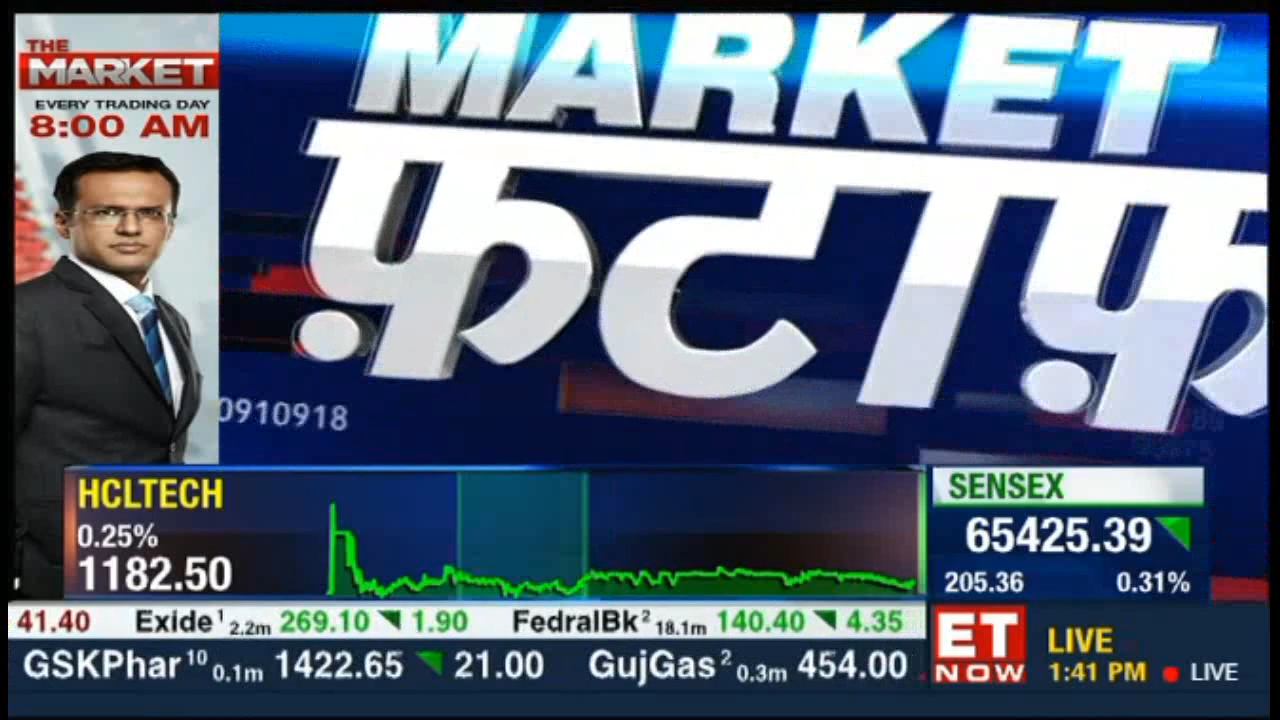 THE
MARKET
EVERY TRADING DAY
8:00 AM
MARKET
फ़टाफ़
0910918
HCLTECH
0.25%
1182.50
SENSEX
65425.39
205.36 0.31%
41.40 Exide 1 2.2m 269.10 1.90 FedralBk 2 18.1m 140.40 4.35
GSKPhar 10 0.1m 1422.65 21.00 GujGas 2 0.3m 454.00
ET
NOW
LIVE
1:41 PM LIVE